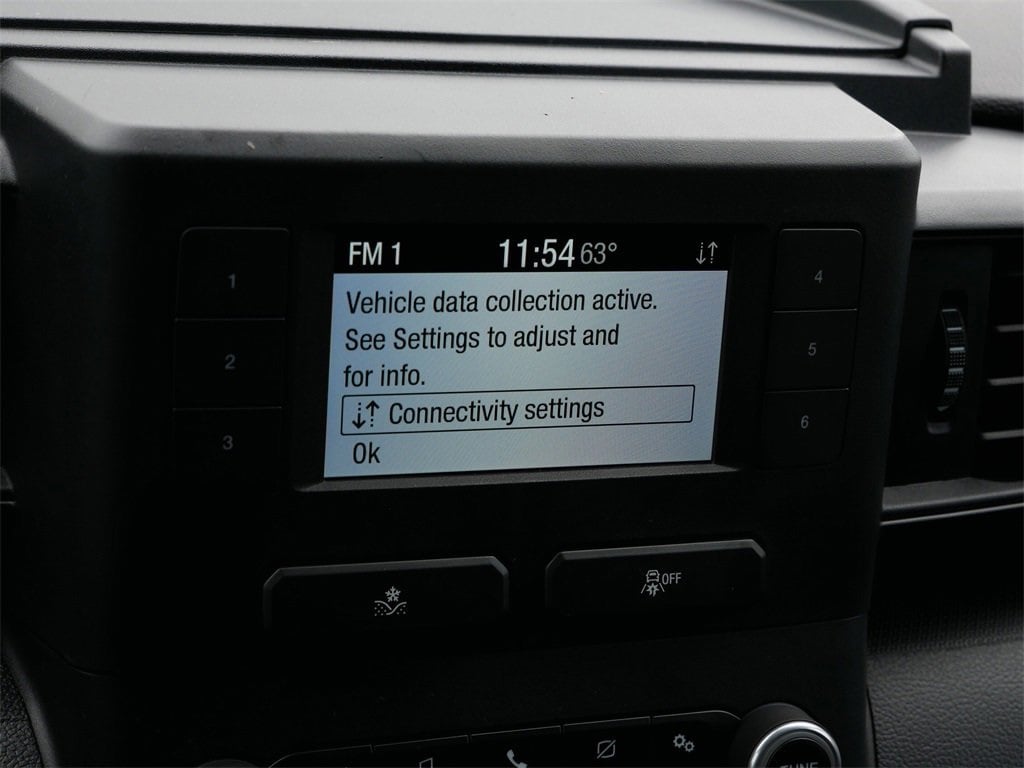 FM 1 11:54 63°
Vehicle data collection active.
See Settings to adjust and
for info.
Connectivity settings
Ok
1
2
3
4
5
6
OFF
TUNE